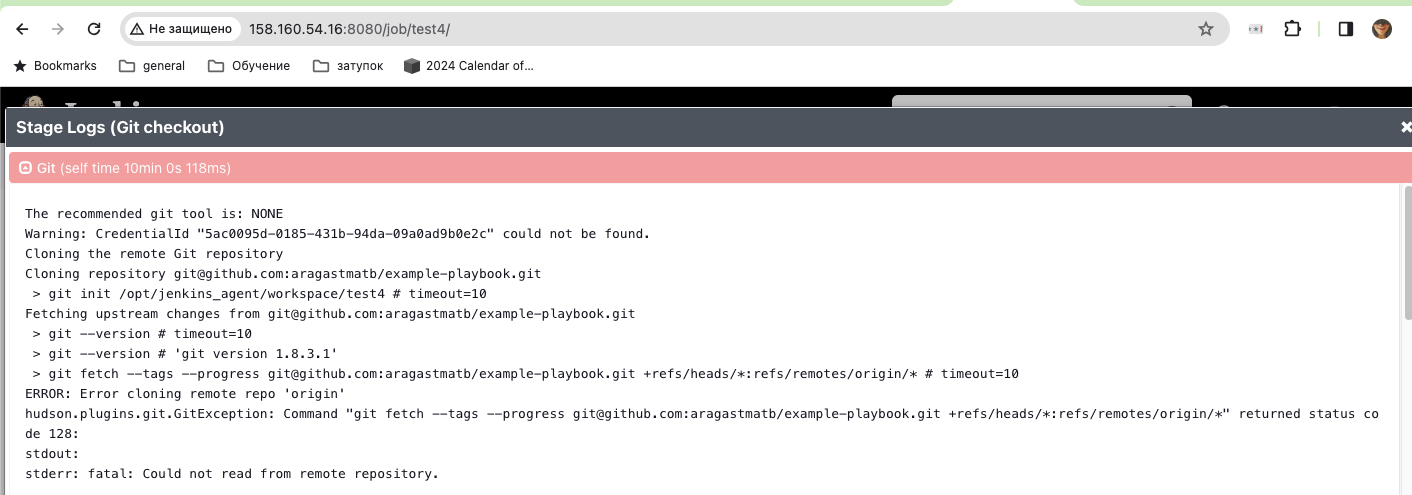 Не защищено 158.160.54.16:8080/job/test4/
Bookmarks general Обучение затупок 2024 Calendar of...
Stage Logs (Git checkout)
Git (self time 10min 0s 118ms)
The recommended git tool is: NONE
Warning: CredentialId "5ac0095d-0185-431b-94da-09a0ad9b0e2c" could not be found.
Cloning the remote Git repository
Cloning repository git@github.com:aragastmatb/example-playbook.git
> git init /opt/jenkins_agent/workspace/test4 # timeout=10
Fetching upstream changes from git@github.com:aragastmatb/example-playbook.git
> git --version # timeout=10
> git --version # 'git version 1.8.3.1'
> git fetch --tags --progress git@github.com:aragastmatb/example-playbook.git +refs/heads/*:refs/remotes/origin/* # timeout=10
ERROR: Error cloning remote repo 'origin'
hudson.plugins.git.GitException: Command "git fetch --tags --progress git@github.com:aragastmatb/example-playbook.git +refs/heads/*:refs/remotes/origin/*" returned status co
de 128:
stdout:
stderr: fatal: Could not read from remote repository.